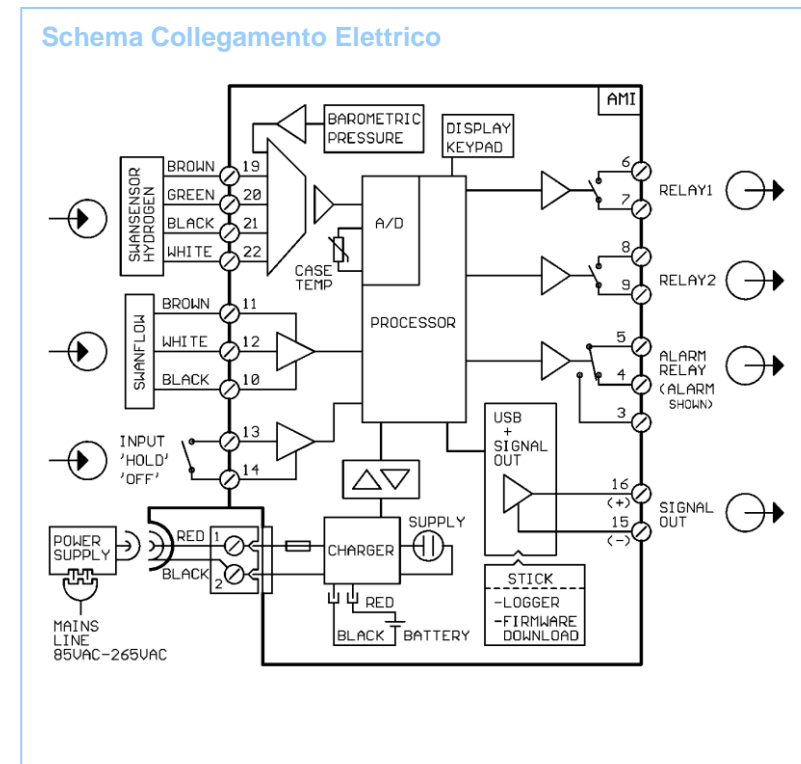 Schema Collegamento Elettrico
AMI
BAROMETRIC
PRESSURE
DISPLAY
KEYPAD
SWANSENSOR
HYDROGEN
BROWN 19
GREEN 20
BLACK 21
WHITE 22
A/D
CASE
TEMP
PROCESSOR
6
7
RELAY1
8
9
RELAY2
SWANFLOW
BROWN 11
WHITE 12
BLACK 10
5
4
3
ALARM
RELAY
(ALARM
SHOWN)
INPUT
'HOLD'
'OFF'
13
14
USB
+
SIGNAL
OUT
16
(+)
15
(-)
SIGNAL
OUT
POWER
SUPPLY
RED 1
BLACK 2
CHARGER
SUPPLY
RED
BLACK
BATTERY
STICK
-LOGGER
-FIRMWARE
DOWNLOAD
MAINS
LINE
85VAC-265VAC